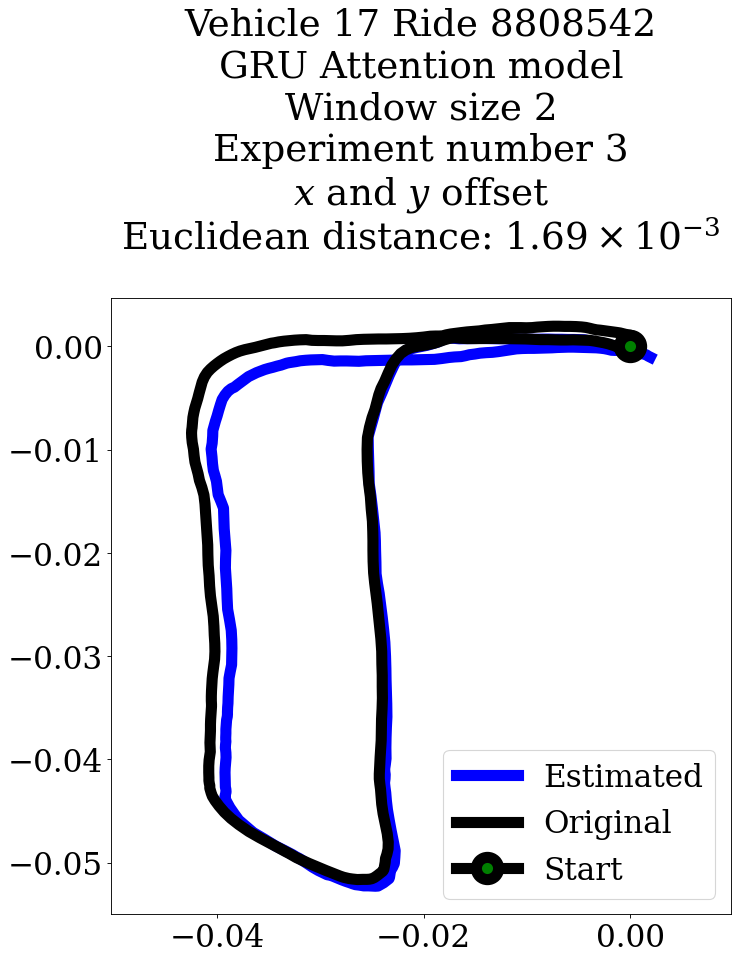 Vehicle 17 Ride 8808542
GRU Attention model
Window size 2
Experiment number 3
x and y offset
Euclidean distance: 1.69 × 10⁻³
0.00
−0.01
−0.02
−0.03
−0.04
−0.05
Estimated
Original
Start
−0.04
−0.02
0.00